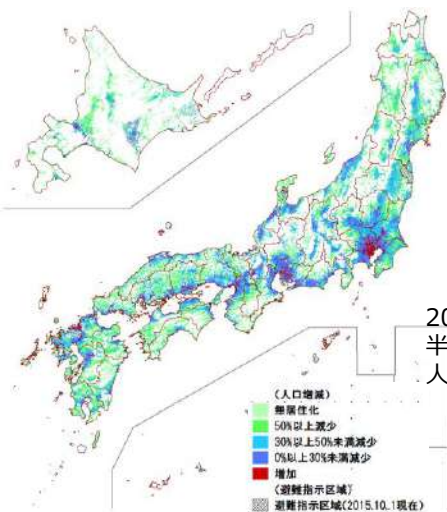 20
半
人
(人口増減)
無居住化
50%以上減少
30%以上50%未満減少
0%以上30%未満減少
増加
(避難指示区域)
避難指示区域(2015.10.1現在)